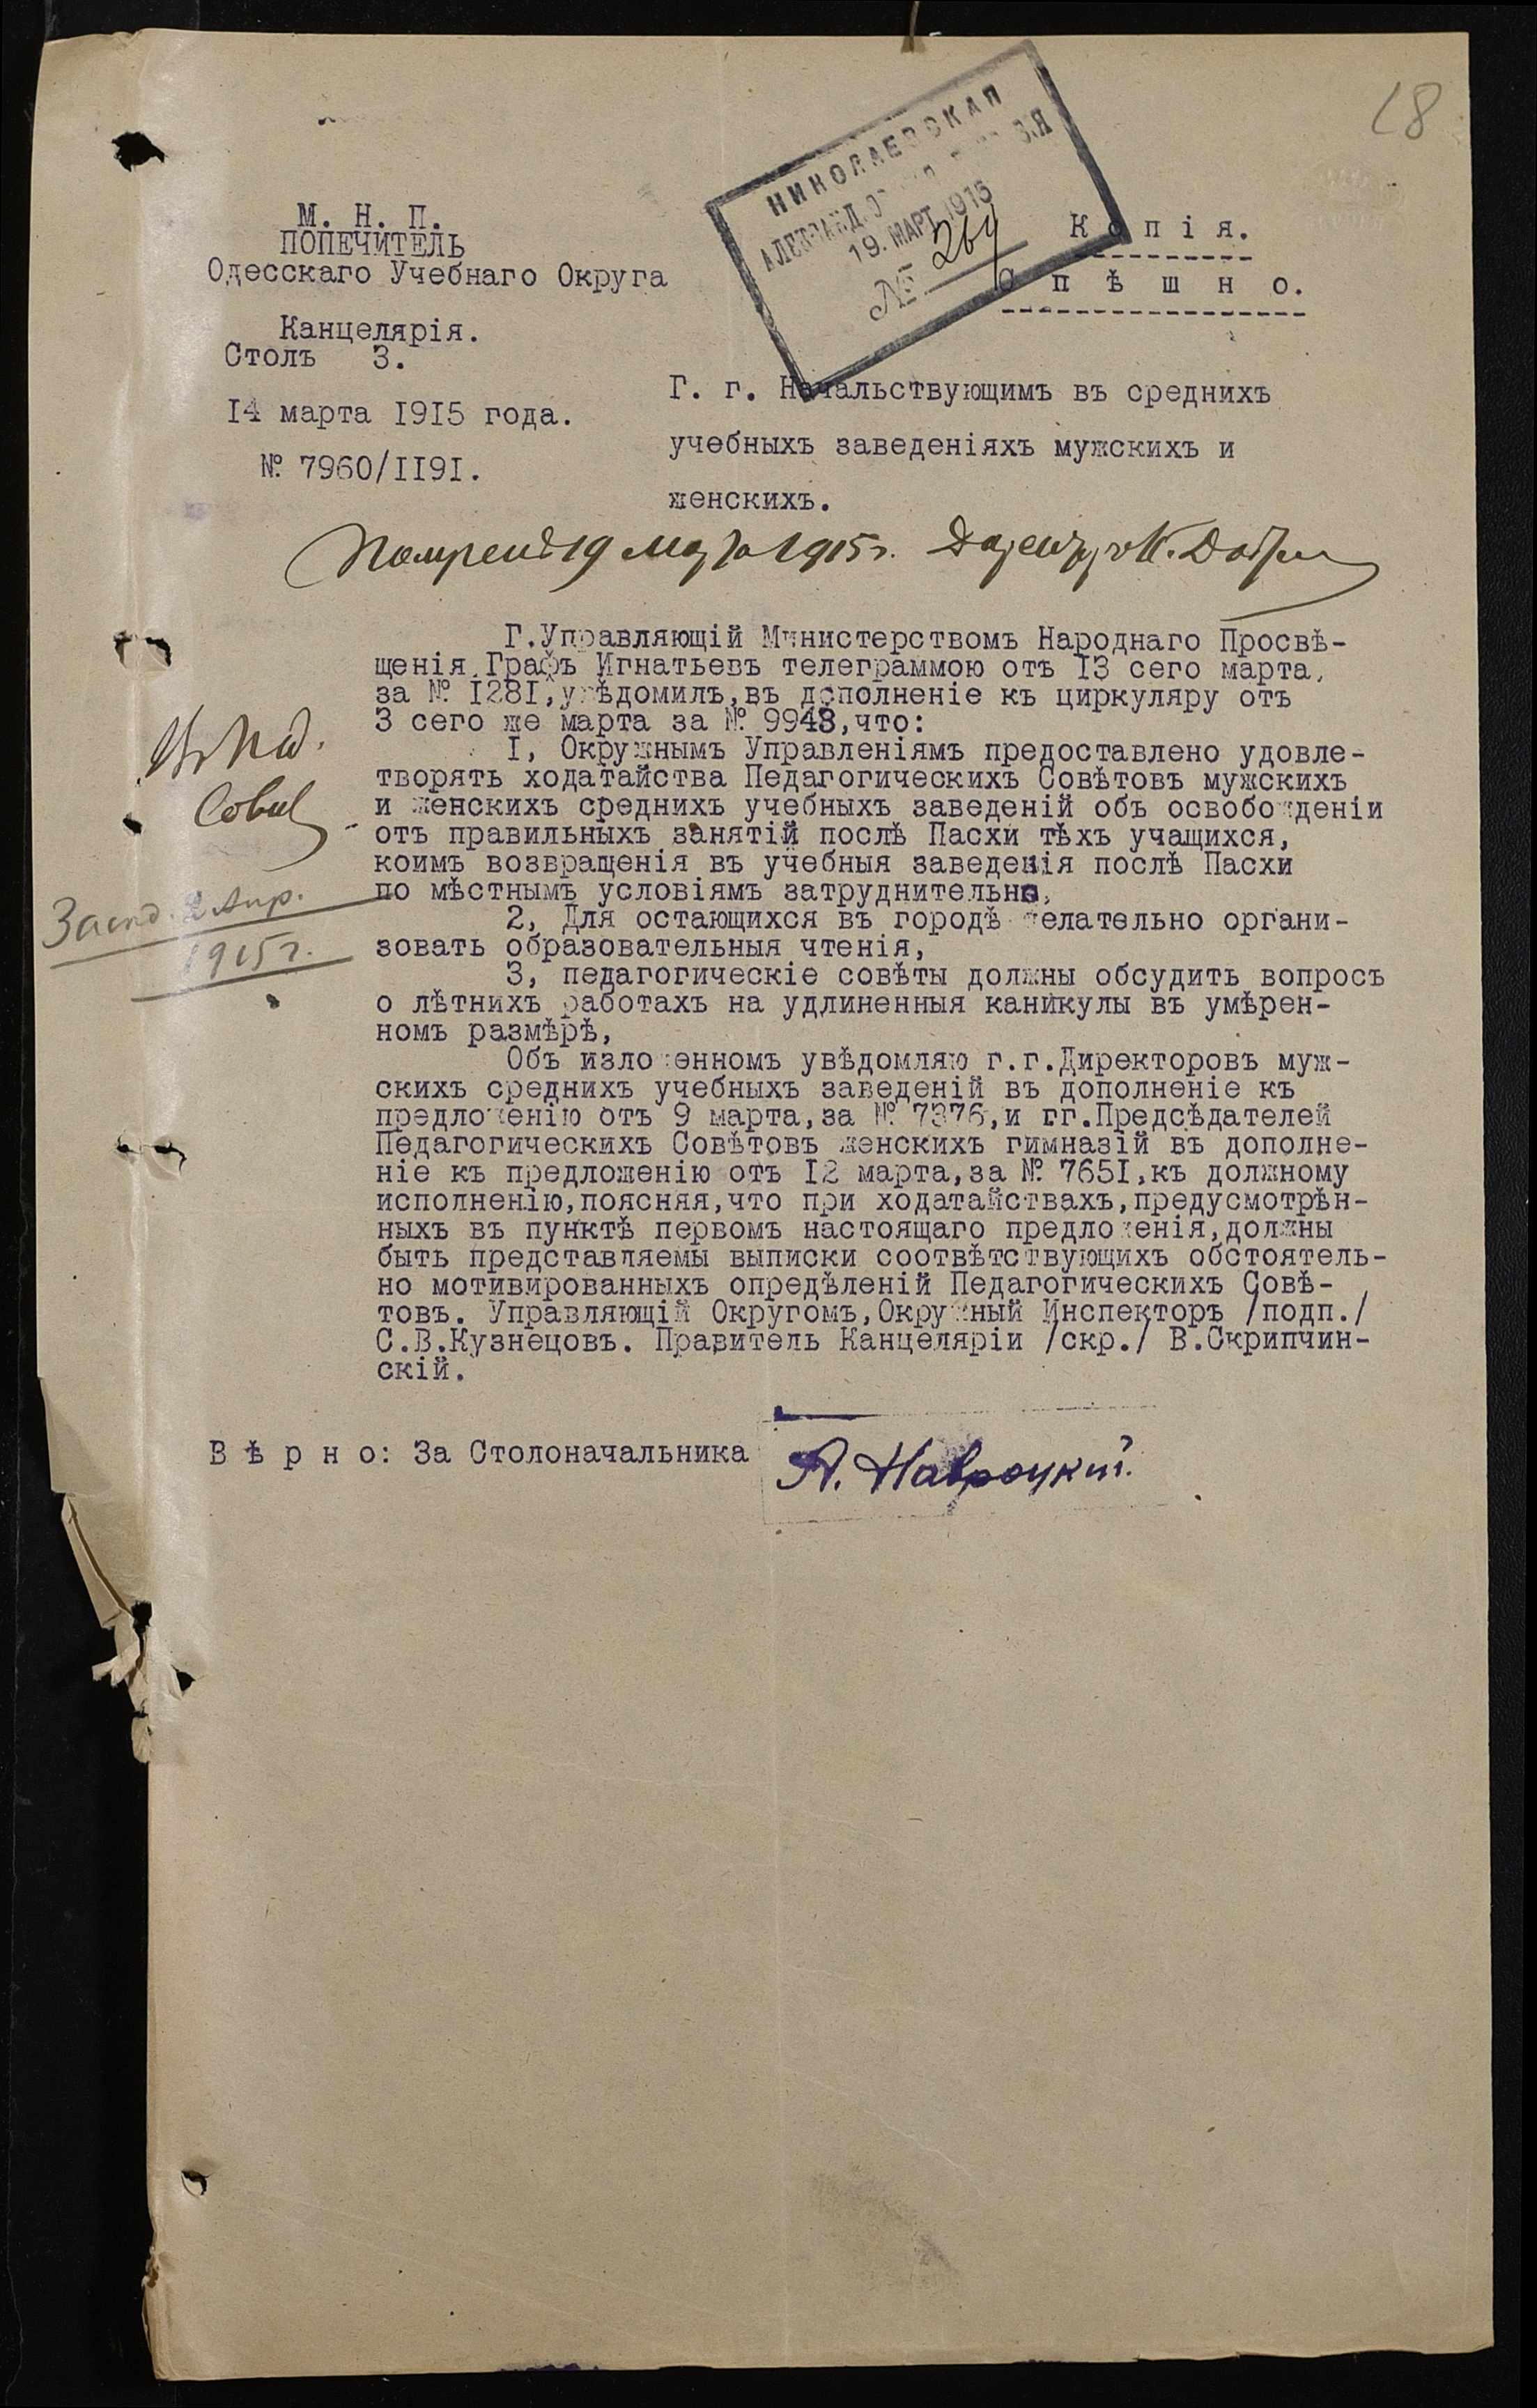 18
НИКОЛАЕВСКАЯ
19. МАРТ 1915
№ 264
М. Н. П.
ПОПЕЧИТЕЛЬ
Одесскаго Учебнаго Округа
Канцелярія.
Столъ 3.
14 марта 1915 года.
№ 7960/1191.
Копія.
Спѣшно.
Г. г. Начальствующимъ въ среднихъ
учебныхъ заведеніяхъ мужскихъ и
женскихъ.
19 Марта 1915 г.
Г.Управляющій Министерствомъ Народнаго Просвѣ-
щенія Графъ Игнатьевъ телеграммою отъ 13 сего марта,
за № 1281,увѣдомилъ,въ дополненіе къ циркуляру отъ
3 сего же марта за № 9948,что:
1, Окружнымъ Управленіямъ предоставлено удовле-
творять ходатайства Педагогическихъ Совѣтовъ мужскихъ
и женскихъ среднихъ учебныхъ заведеній объ освобожденіи
отъ правильныхъ занятій послѣ Пасхи тѣхъ учащихся,
коимъ возвращенія въ учебныя заведенія послѣ Пасхи
по мѣстнымъ условіямъ затруднительно,
2, Для остающихся въ городѣ желательно органи-
зовать образовательныя чтенія,
3, педагогическіе совѣты должны обсудить вопросъ
о лѣтнихъ работахъ на удлиненныя каникулы въ умѣрен-
номъ размѣрѣ,
Объ изложенномъ увѣдомляю г.г.Директоровъ муж-
скихъ среднихъ учебныхъ заведеній въ дополненіе къ
предложенію отъ 9 марта,за № 7376,и гг.Предсѣдателей
Педагогическихъ Совѣтовъ женскихъ гимназій въ дополне-
ніе къ предложенію отъ 12 марта,за № 7651,къ должному
исполненію,поясняя,что при ходатайствахъ,предусмотрѣн-
ныхъ въ пунктѣ первомъ настоящаго предложенія,должны
быть представляемы выписки соотвѣтствующихъ обстоятель-
но мотивированныхъ опредѣленій Педагогическихъ Совѣ-
товъ. Управляющій Округомъ,Окружный Инспекторъ /подп./
С.В.Кузнецовъ. Правитель Канцеляріи /скр./ В.Скрипчин-
скій.
Засѣд. 2 Апр.
1915 г.
Вѣрно: За Столоначальника
А. Навроцкій.